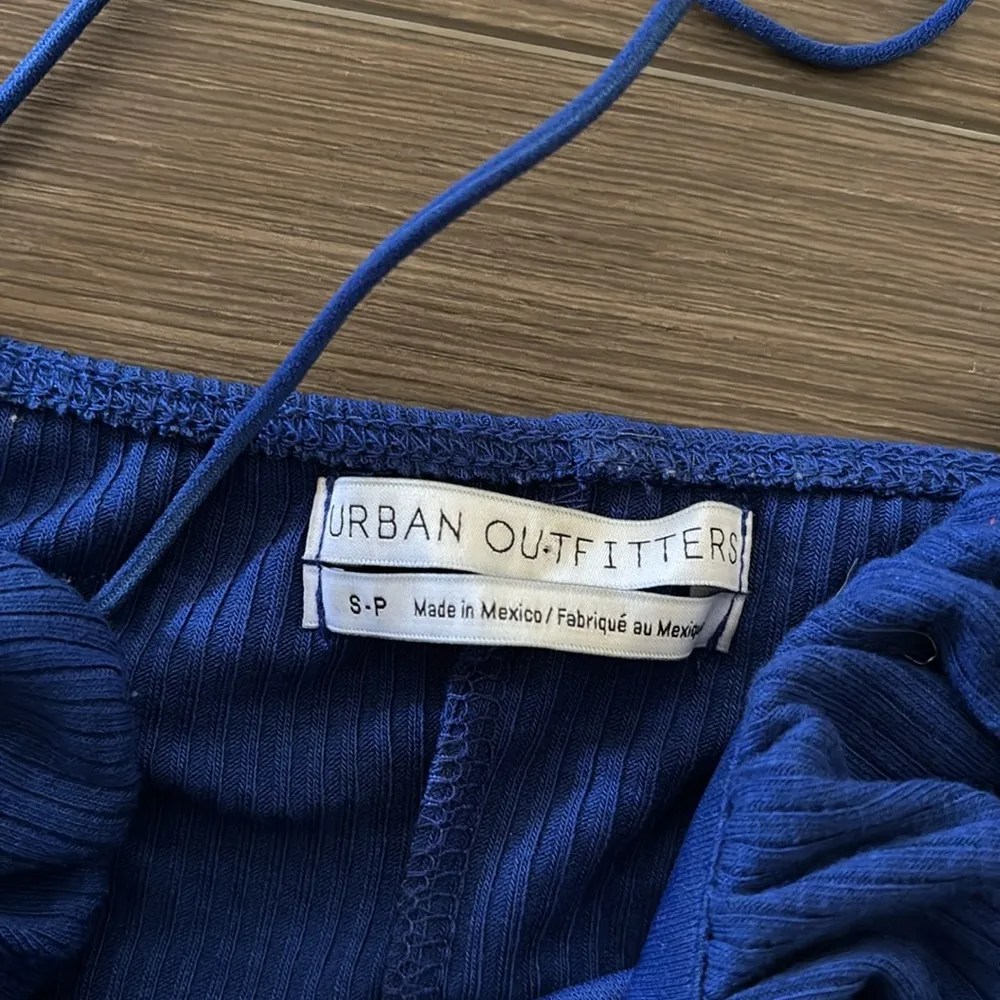 URBAN OUTFITTERS
S-P Made in Mexico / Fabriqué au Mexique